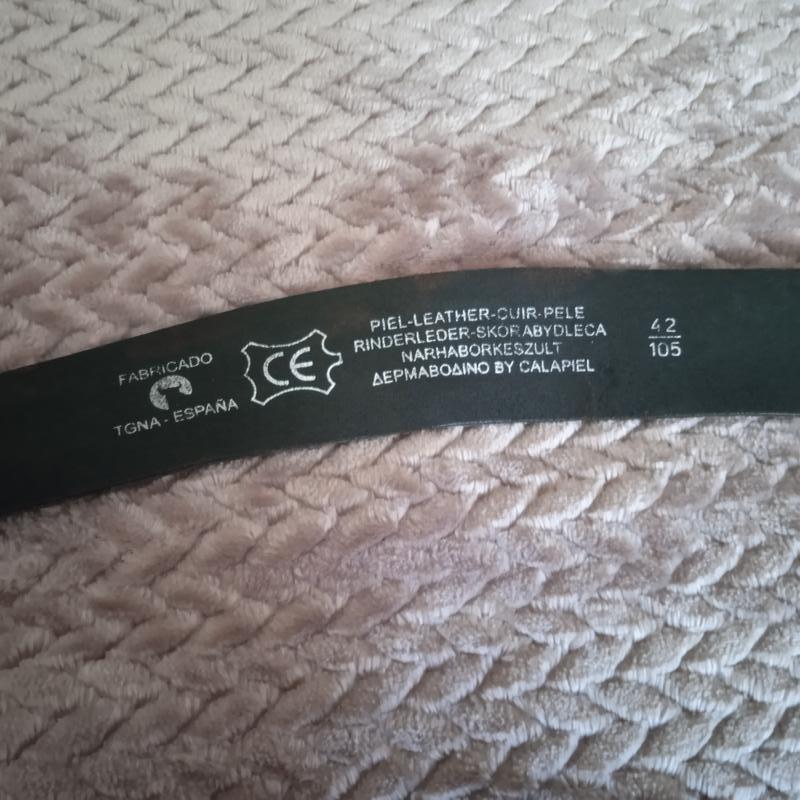 FABRICADO
TGNA - ESPAÑA
CE
PIEL-LEATHER-CUIR-PELE
RINDERLEDER-SKORABYDLECA
NARHABORKESZULT
ΔΕΡΜΑΒΟΔΙΝΟ BY CALAPIEL
42
105